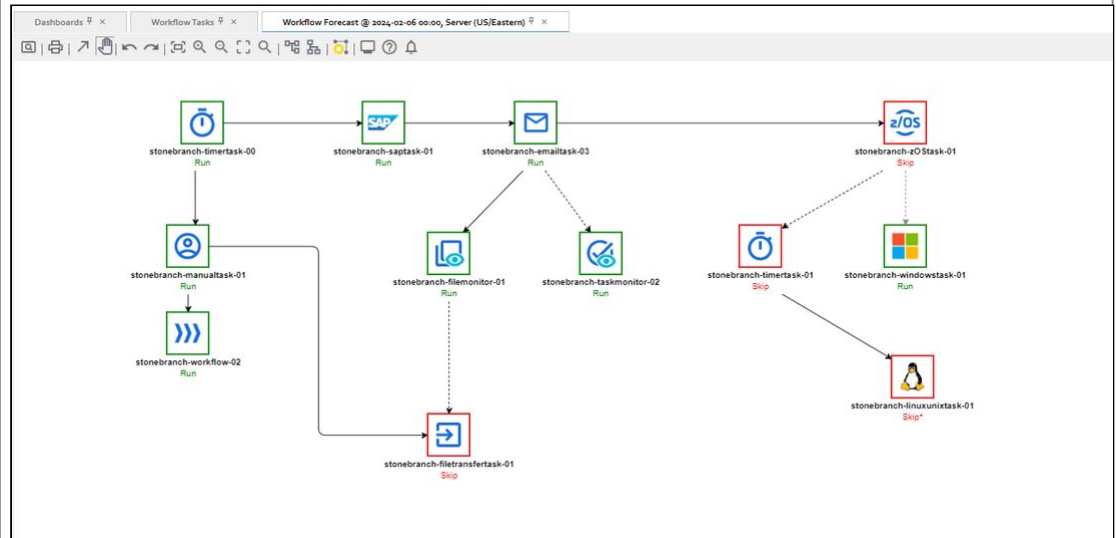 Dashboards
Workflow Tasks
Workflow Forecast @ 2024-02-06 00:00, Server (US/Eastern)
SAP
z/OS
stonebranch-timertask-00
Run
stonebranch-saptask-01
Run
stonebranch-emailtask-03
Run
stonebranch-zOStask-01
Skip
stonebranch-manualtask-01
Run
stonebranch-filemonitor-01
Run
stonebranch-taskmonitor-02
Run
stonebranch-timertask-01
Skip
stonebranch-windowstask-01
Run
stonebranch-workflow-02
Run
stonebranch-linuxunixtask-01
Skip*
stonebranch-filetransfertask-01
Skip